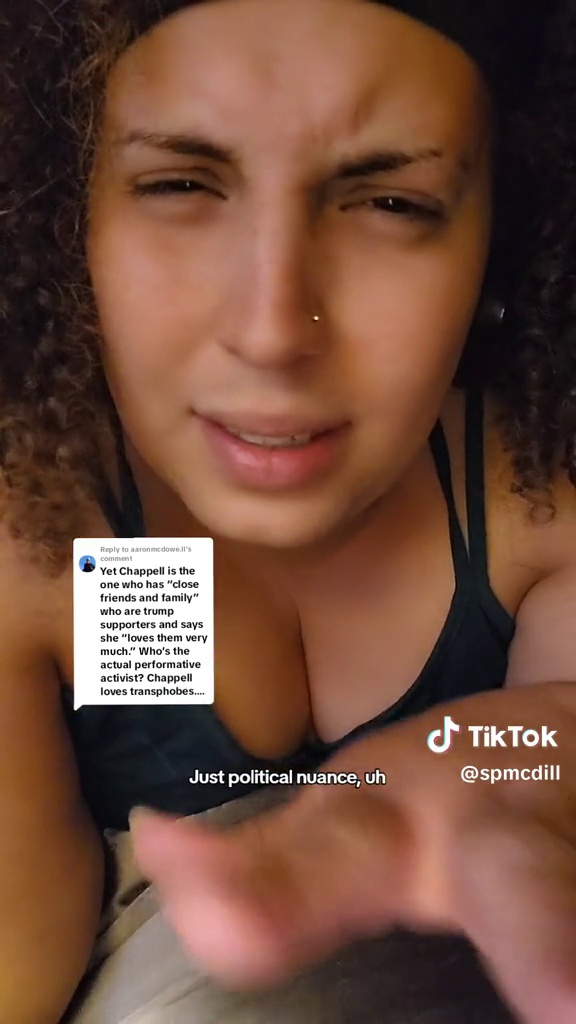 Reply to aaronmcdowe.ll's
comment
Yet Chappell is the
one who has “close
friends and family”
who are trump
supporters and says
she “loves them very
much.” Who’s the
actual performative
activist? Chappell
loves transphobes....
TikTok
@spmcdill
Just political nuance, uh